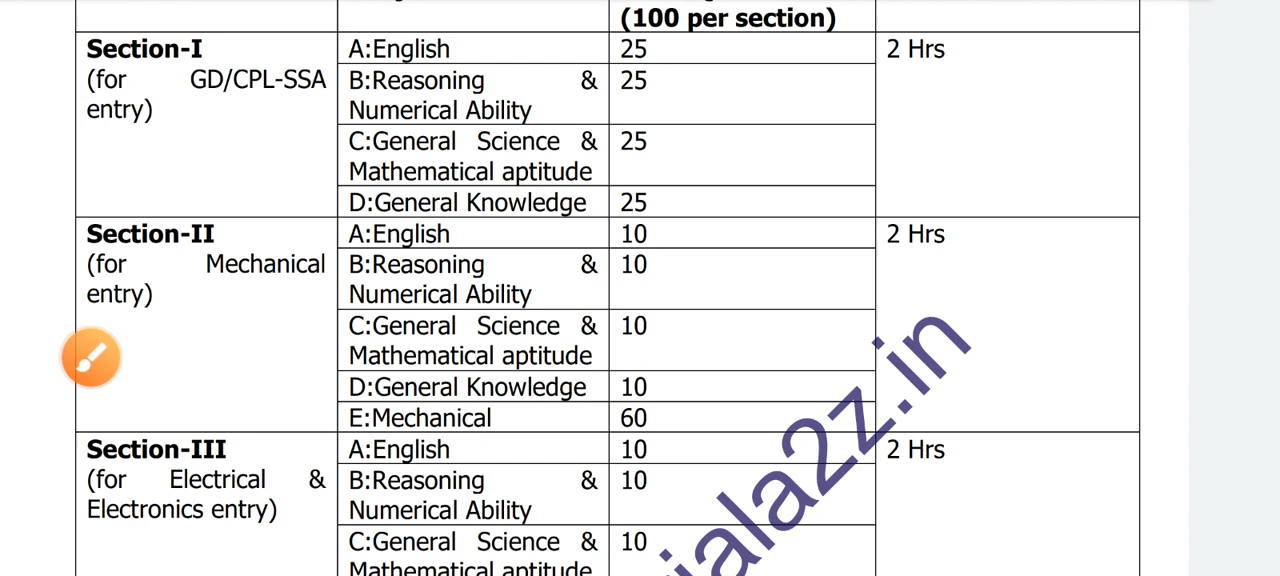 (100 per section)
Section-I
(for GD/CPL-SSA
entry)
A:English
25
2 Hrs
B:Reasoning &
Numerical Ability
25
C:General Science &
Mathematical aptitude
25
D:General Knowledge
25
Section-II
(for Mechanical
entry)
A:English
10
2 Hrs
B:Reasoning &
Numerical Ability
10
C:General Science &
Mathematical aptitude
10
D:General Knowledge
10
E:Mechanical
60
Section-III
(for Electrical &
Electronics entry)
A:English
10
2 Hrs
B:Reasoning &
Numerical Ability
10
C:General Science &
Mathematical aptitude
10
iala2z.in